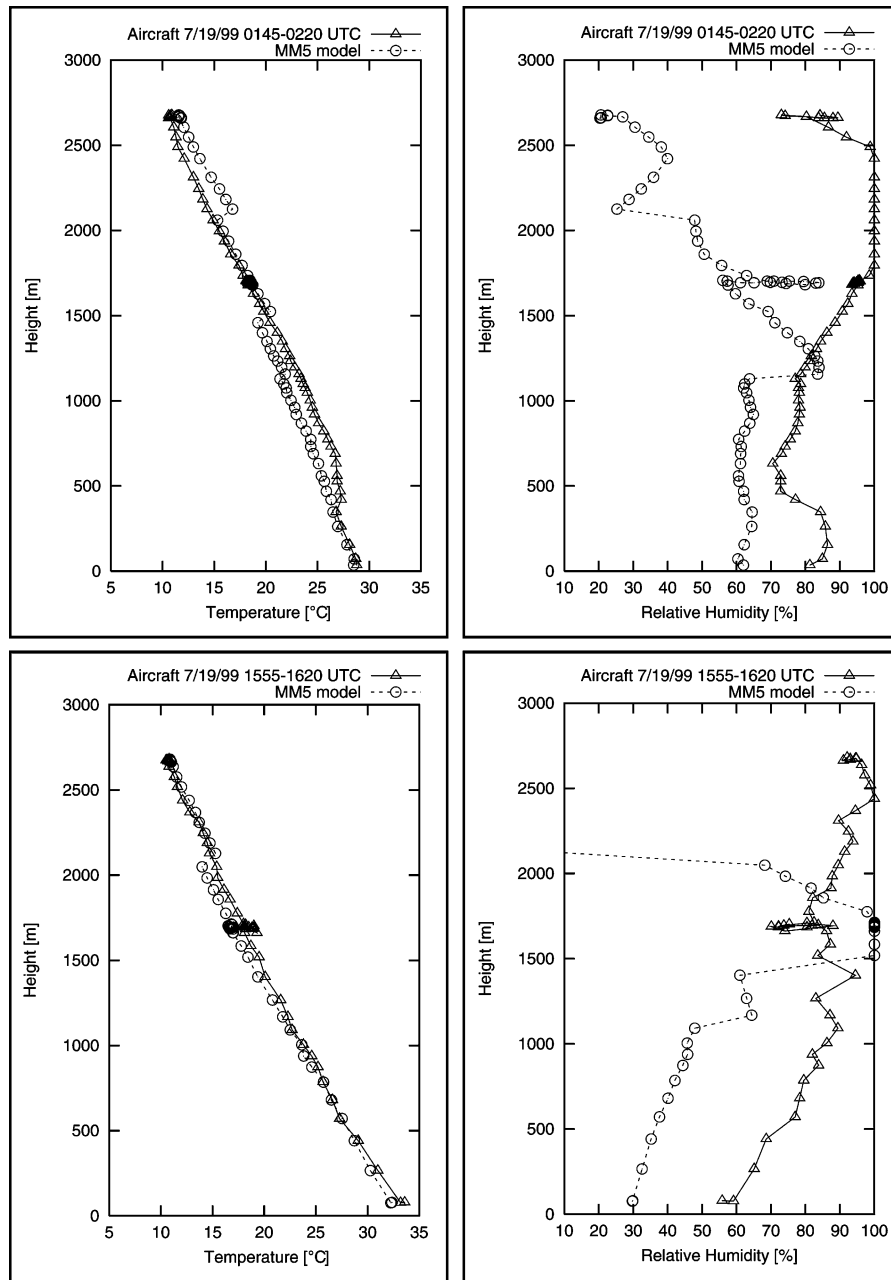 Aircraft 7/19/99 0145-0220 UTC
MM5 model
3000
2500
2000
1500
1000
500
0
Height [m]
5 10 15 20 25 30 35
Temperature [°C]
Aircraft 7/19/99 0145-0220 UTC
MM5 model
3000
2500
2000
1500
1000
500
0
Height [m]
10 20 30 40 50 60 70 80 90 100
Relative Humidity [%]
Aircraft 7/19/99 1555-1620 UTC
MM5 model
3000
2500
2000
1500
1000
500
0
Height [m]
5 10 15 20 25 30 35
Temperature [°C]
Aircraft 7/19/99 1555-1620 UTC
MM5 model
3000
2500
2000
1500
1000
500
0
Height [m]
10 20 30 40 50 60 70 80 90 100
Relative Humidity [%]